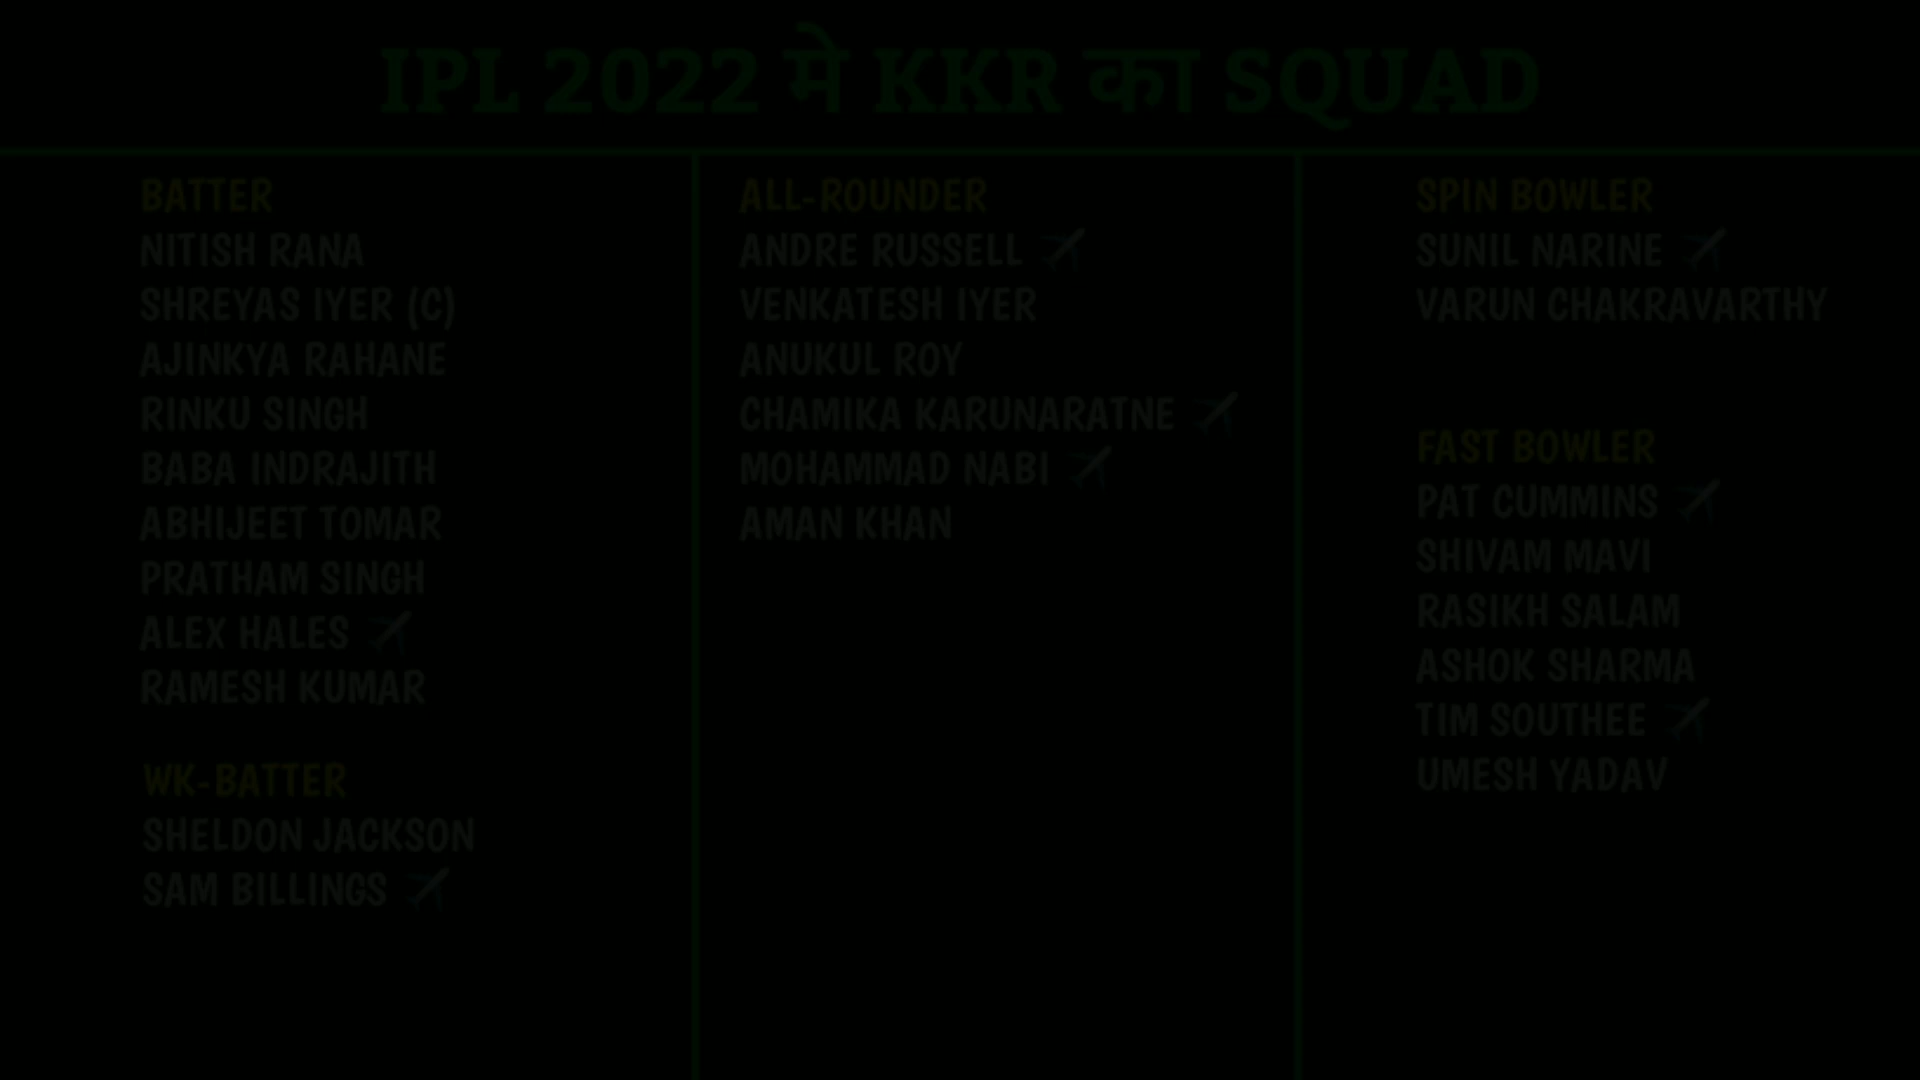 IPL 2022 मे KKR का SQUAD
BATTER
NITISH RANA
SHREYAS IYER (C)
AJINKYA RAHANE
RINKU SINGH
BABA INDRAJITH
ABHIJEET TOMAR
PRATHAM SINGH
ALEX HALES ✈
RAMESH KUMAR
WK-BATTER
SHELDON JACKSON
SAM BILLINGS ✈
ALL-ROUNDER
ANDRE RUSSELL ✈
VENKATESH IYER
ANUKUL ROY
CHAMIKA KARUNARATNE ✈
MOHAMMAD NABI ✈
AMAN KHAN
SPIN BOWLER
SUNIL NARINE ✈
VARUN CHAKRAVARTHY
FAST BOWLER
PAT CUMMINS ✈
SHIVAM MAVI
RASIKH SALAM
ASHOK SHARMA
TIM SOUTHEE ✈
UMESH YADAV